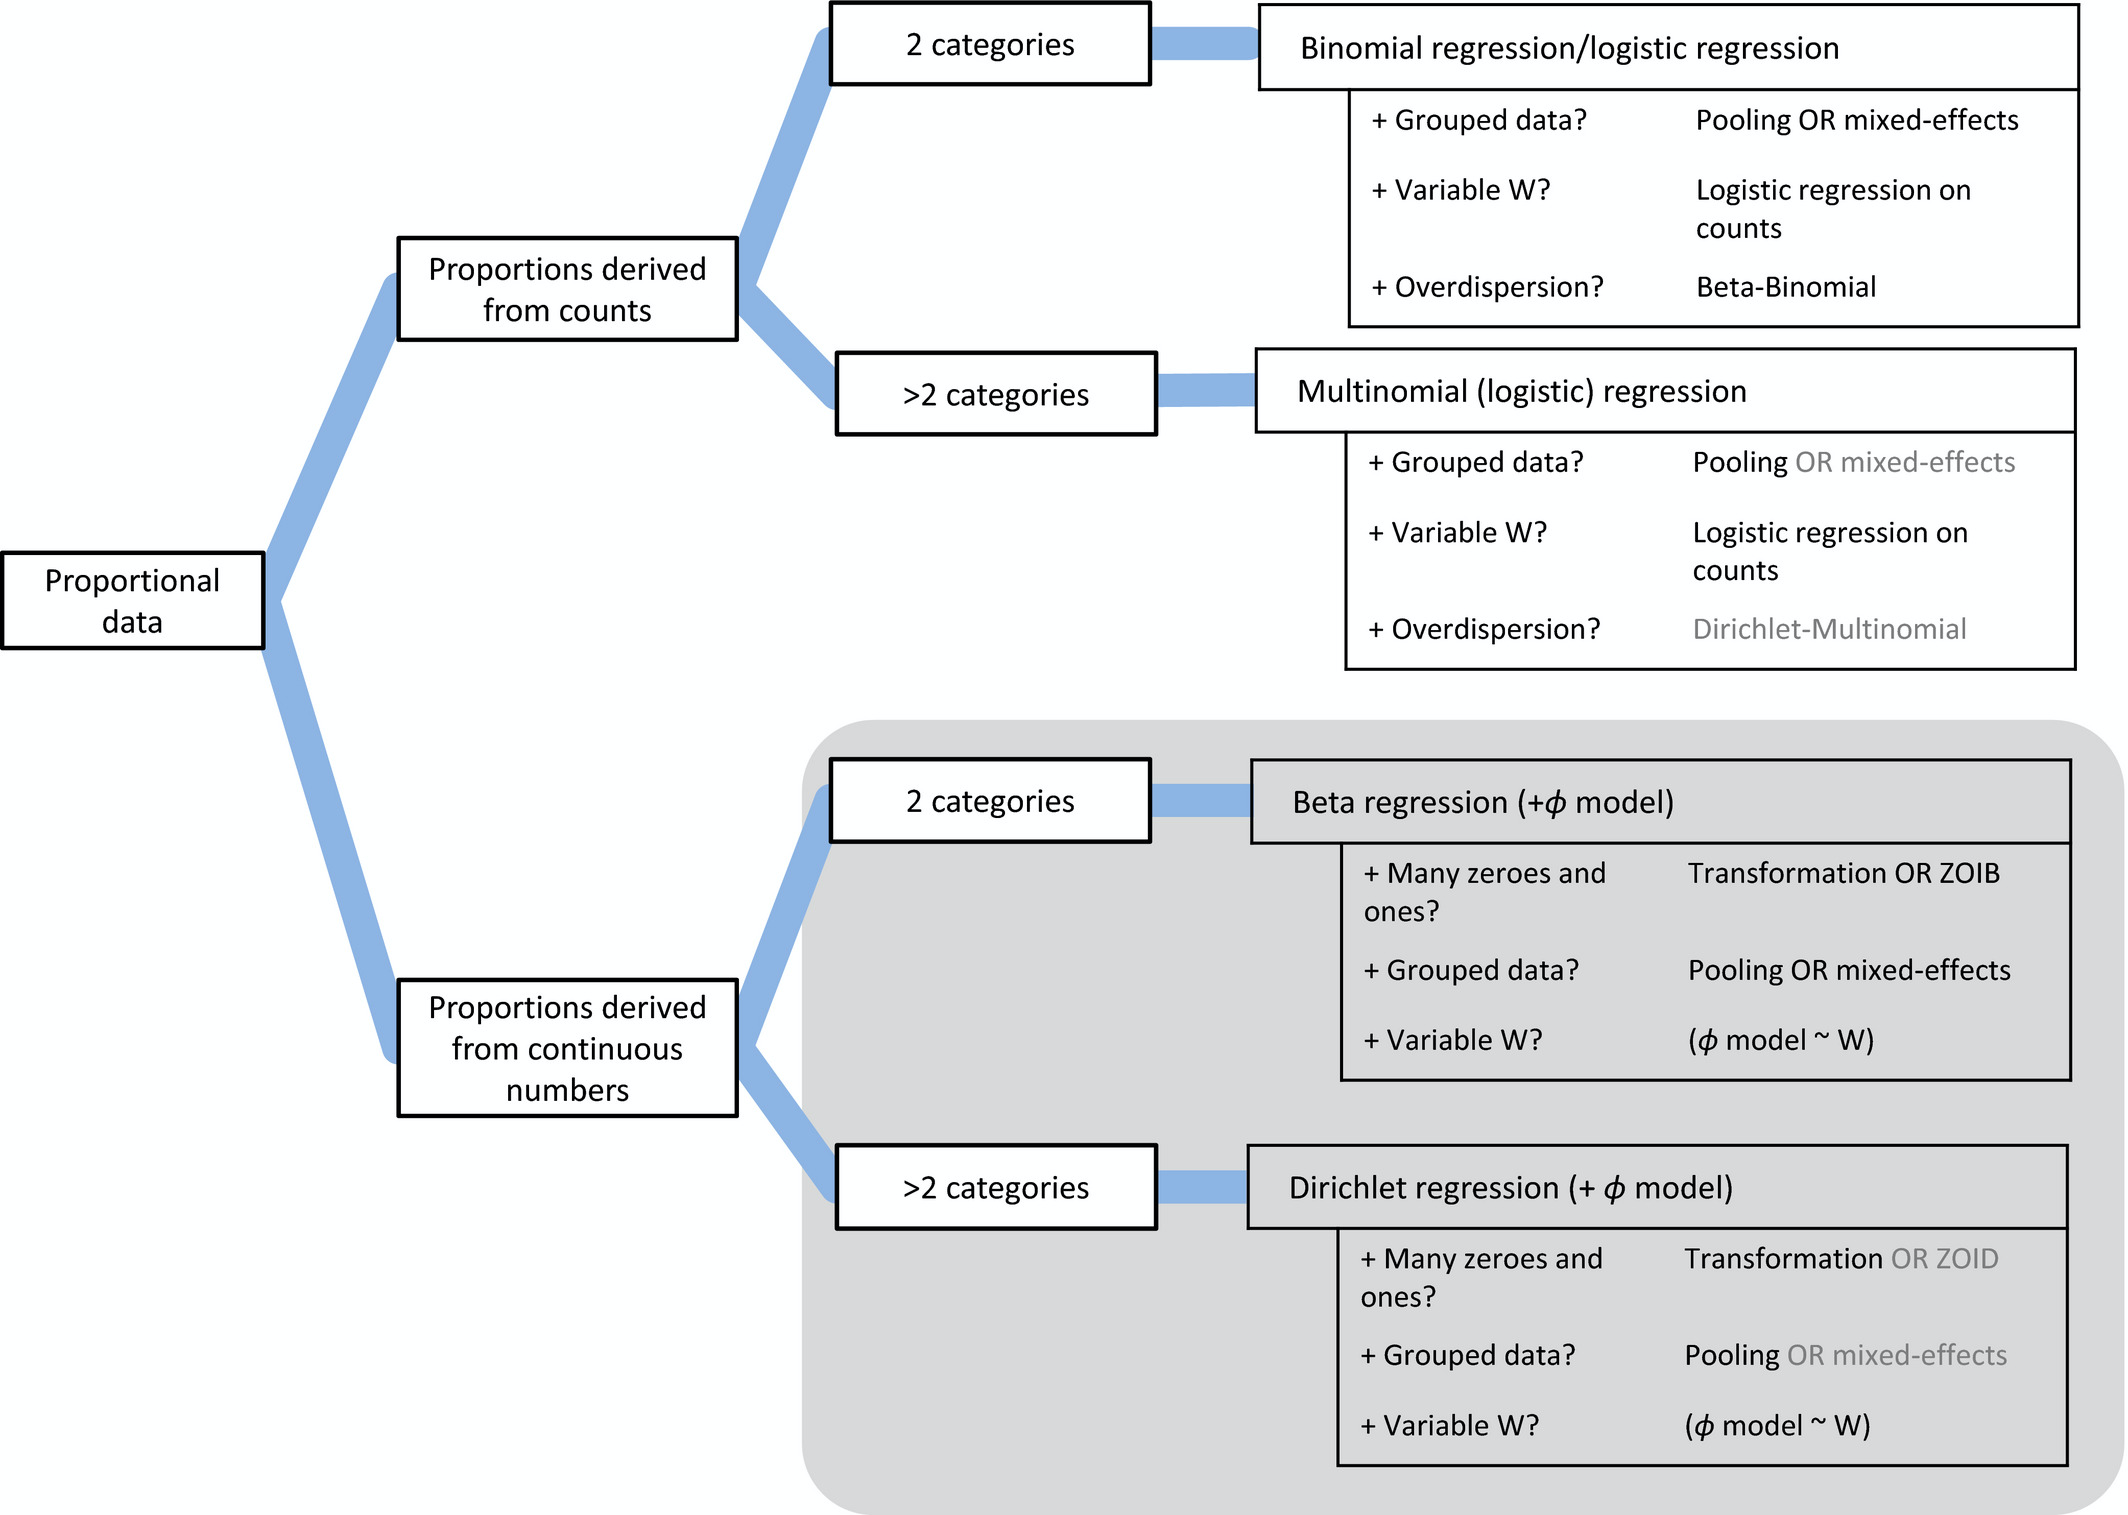 Proportional
data
Proportions derived
from counts
2 categories
Binomial regression/logistic regression
+ Grouped data? Pooling OR mixed-effects
+ Variable W? Logistic regression on
counts
+ Overdispersion? Beta-Binomial
>2 categories
Multinomial (logistic) regression
+ Grouped data? Pooling OR mixed-effects
+ Variable W? Logistic regression on
counts
+ Overdispersion? Dirichlet-Multinomial
Proportions derived
from continuous
numbers
2 categories
Beta regression (+ϕ model)
+ Many zeroes and Transformation OR ZOIB
ones?
+ Grouped data? Pooling OR mixed-effects
+ Variable W? (ϕ model ~ W)
>2 categories
Dirichlet regression (+ ϕ model)
+ Many zeroes and Transformation OR ZOID
ones?
+ Grouped data? Pooling OR mixed-effects
+ Variable W? (ϕ model ~ W)